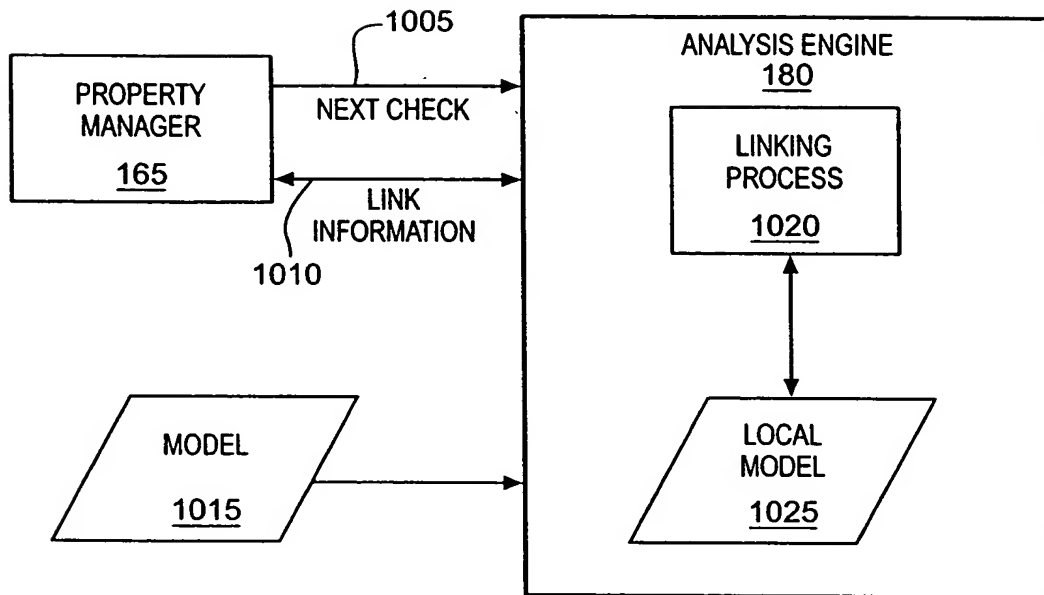 1005
PROPERTY
MANAGER
165
NEXT CHECK
LINK
INFORMATION
1010
MODEL
1015
ANALYSIS ENGINE
180
LINKING
PROCESS
1020
LOCAL
MODEL
1025